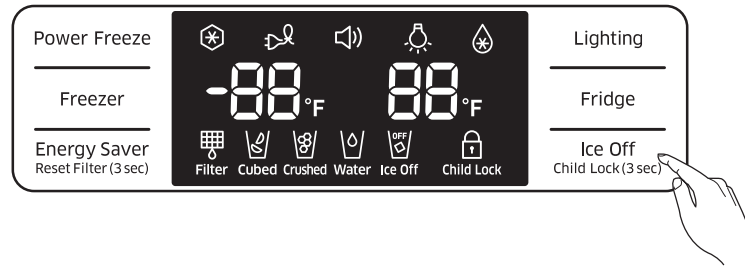 Power Freeze
Freezer
Energy Saver
Reset Filter (3 sec)
-88°F
88°F
Filter
Cubed
Crushed
Water
OFF
Ice Off
Child Lock
Lighting
Fridge
Ice Off
Child Lock (3 sec)